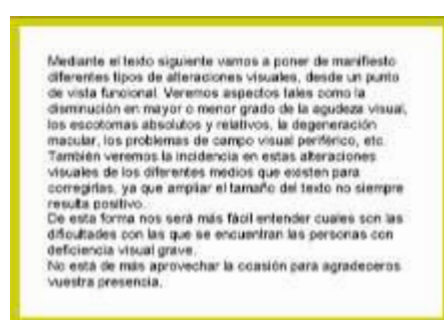 Mediante el texto siguiente vamos a poner de manifiesto
diferentes tipos de alteraciones visuales, desde un punto
de vista funcional. Veremos aspectos tales como la
disminución en mayor o menor grado de la agudeza visual,
los escotomas absolutos y relativos, la degeneración
macular, los problemas de campo visual periférico, etc.
También veremos la incidencia en estas alteraciones
visuales de los diferentes medios que existen para
corregirlas, ya que ampliar el tamaño del texto no siempre
resulta positivo.
De esta forma nos será más fácil entender cuales son las
dificultades con las que se encuentran las personas con
deficiencia visual grave.
No está de más aprovechar la ocasión para agradeceros
vuestra presencia.